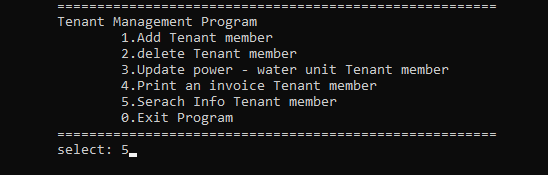 =======================================================
Tenant Management Program
1.Add Tenant member
2.delete Tenant member
3.Update power - water unit Tenant member
4.Print an invoice Tenant member
5.Serach Info Tenant member
0.Exit Program
=======================================================
select: 5